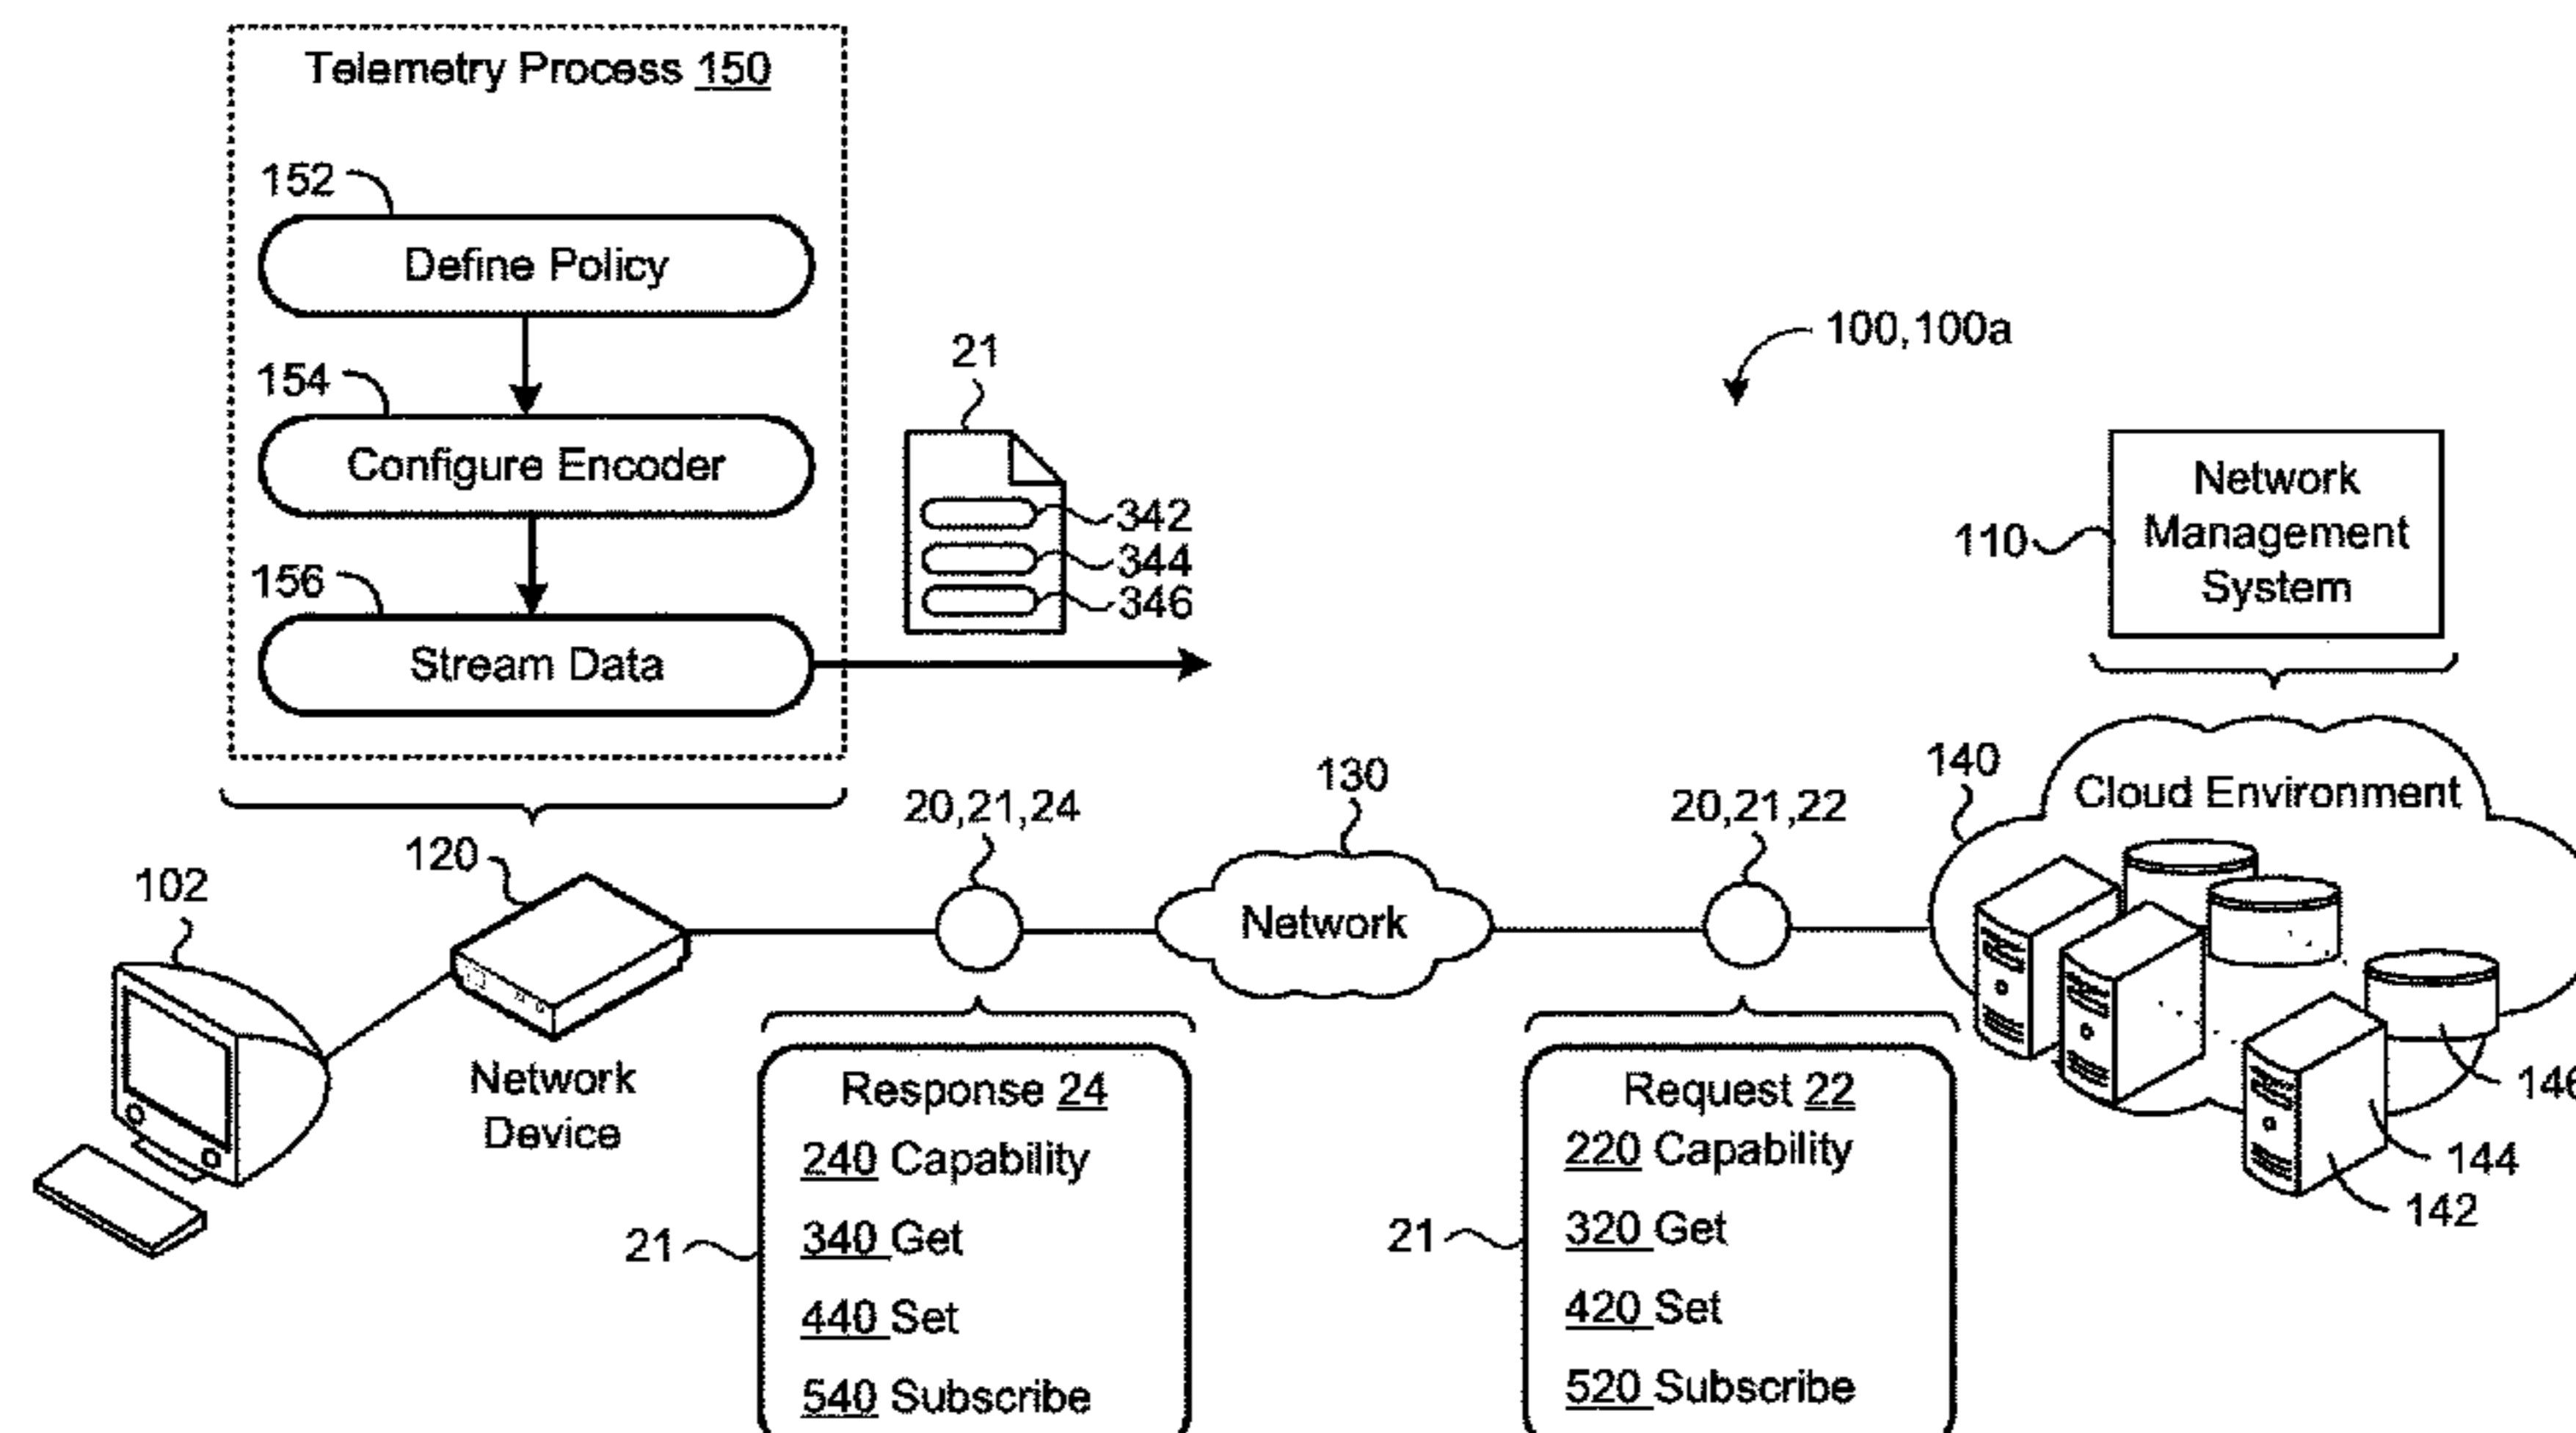 Telemetry Process 150
152
Define Policy
154
Configure Encoder
156
Stream Data
21
342
344
346
100,100a
110
Network
Management
System
102
120
Network
Device
20,21,24
130
Network
20,21,22
140
Cloud Environment
146
144
142
21
Response 24
240 Capability
340 Get
440 Set
540 Subscribe
21
Request 22
220 Capability
320 Get
420 Set
520 Subscribe